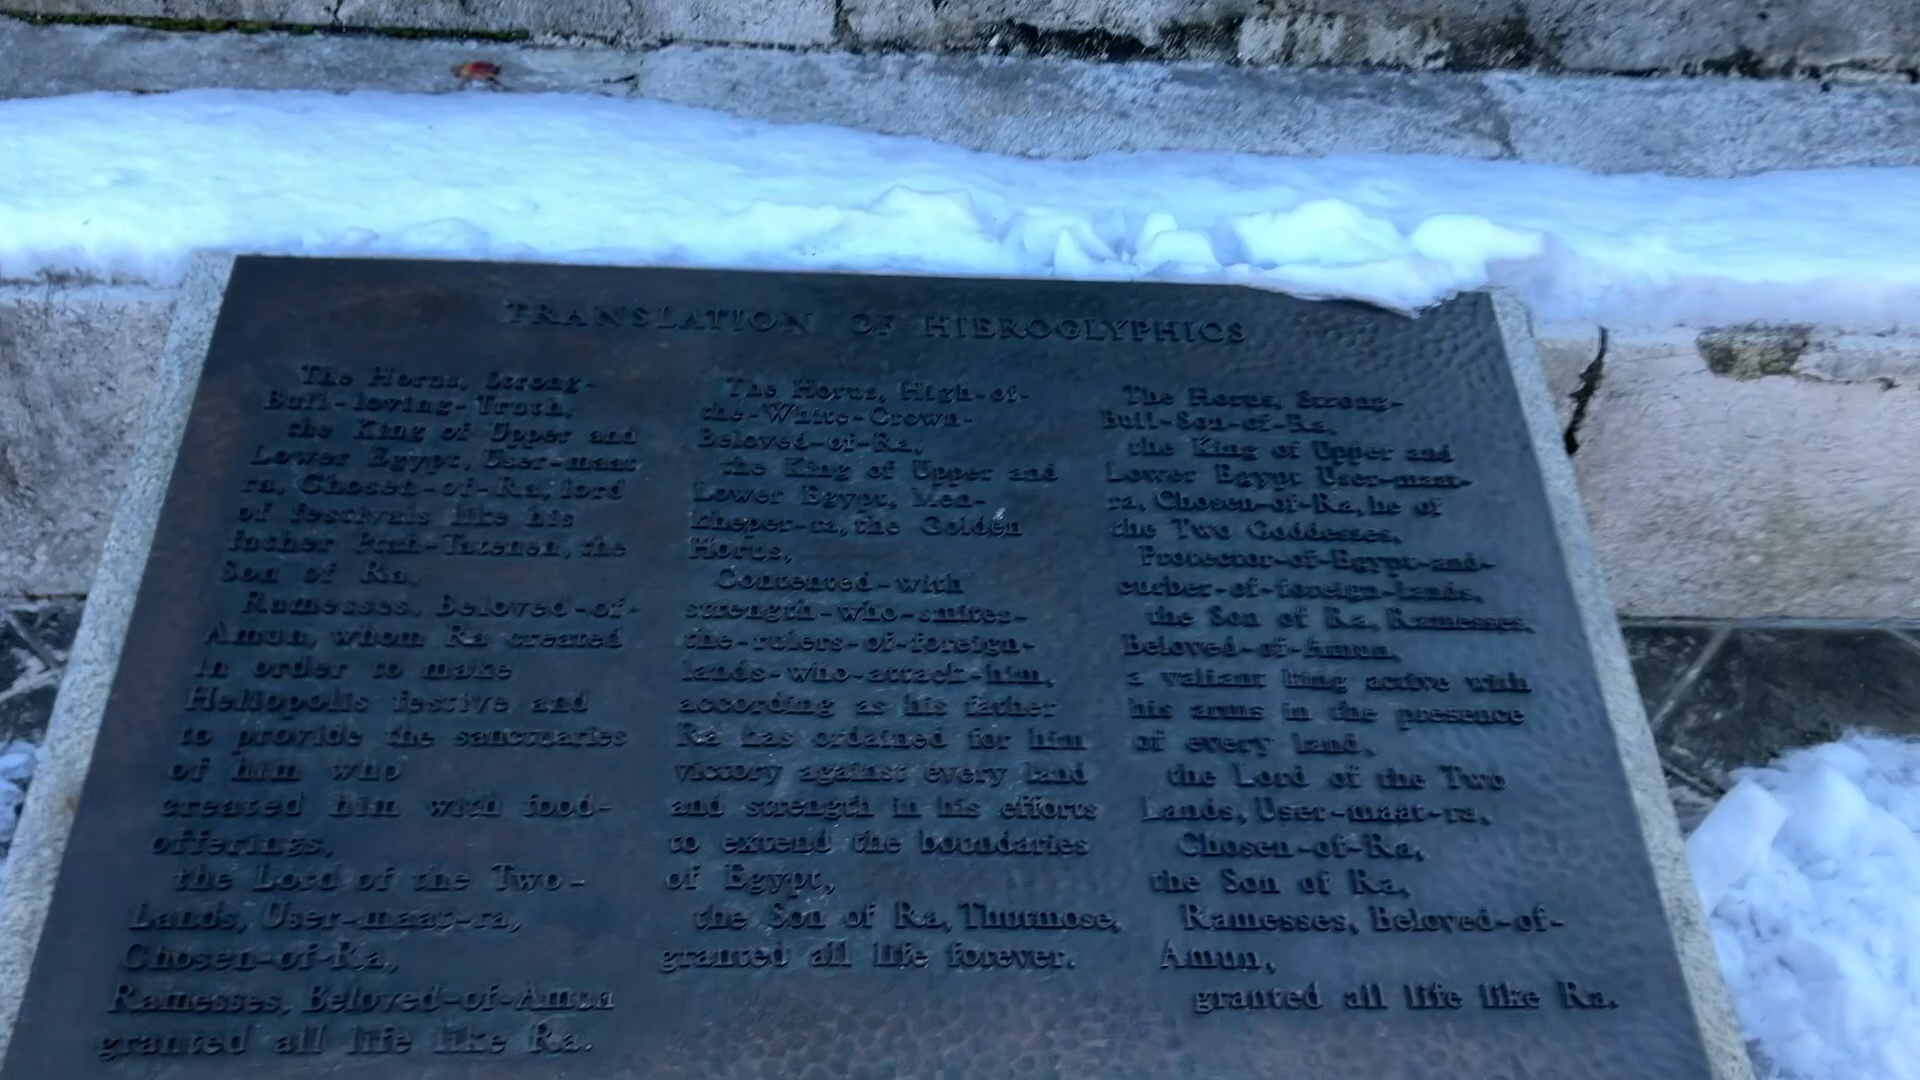 TRANSLATION OF HIEROGLYPHICS
The Horus, Strong-
Bull-loving-Truth,
the King of Upper and
Lower Egypt, User-maat
ra, Chosen-of-Ra, lord
of festivals like his
father Ptah-Tatenen, the
Son of Ra,
Ramesses, Beloved-of-
Amun, whom Ra created
in order to make
Heliopolis festive and
to provide the sanctuaries
of him who
created him with food-
offerings,
the Lord of the Two-
Lands, User-maat-ra,
Chosen-of-Ra,
Ramesses, Beloved-of-Amun
granted all life like Ra.
The Horus, High-of-
the-White-Crown-
Beloved-of-Ra,
the King of Upper and
Lower Egypt, Men-
kheper-ra, the Golden
Horus,
Contented-with
strength-who-smites-
the-rulers-of-foreign-
lands-who-attack-him,
according as his father
Ra has ordained for him
victory against every land
and strength in his efforts
to extend the boundaries
of Egypt,
the Son of Ra, Thutmose,
granted all life forever.
The Horus, Strong-
Bull-Son-of-Ra,
the King of Upper and
Lower Egypt User-maat-
ra, Chosen-of-Ra, he of
the Two Goddesses,
Protector-of-Egypt-and-
curber-of-foreign-lands,
the Son of Ra, Ramesses,
Beloved-of-Amun,
a valiant king active with
his arms in the presence
of every land,
the Lord of the Two
Lands, User-maat-ra,
Chosen-of-Ra,
the Son of Ra,
Ramesses, Beloved-of-
Amun,
granted all life like Ra.